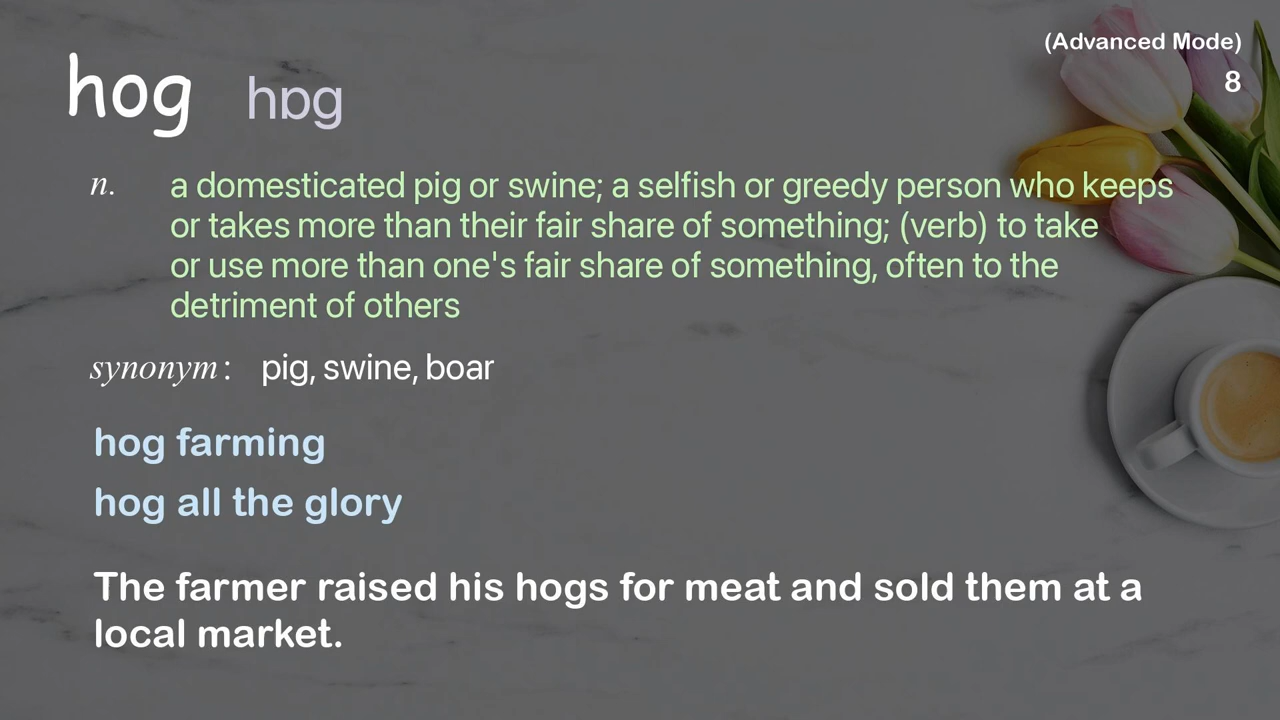 (Advanced Mode)
8
hog hɒg
n. a domesticated pig or swine; a selfish or greedy person who keeps
or takes more than their fair share of something; (verb) to take
or use more than one's fair share of something, often to the
detriment of others
synonym: pig, swine, boar
hog farming
hog all the glory
The farmer raised his hogs for meat and sold them at a
local market.